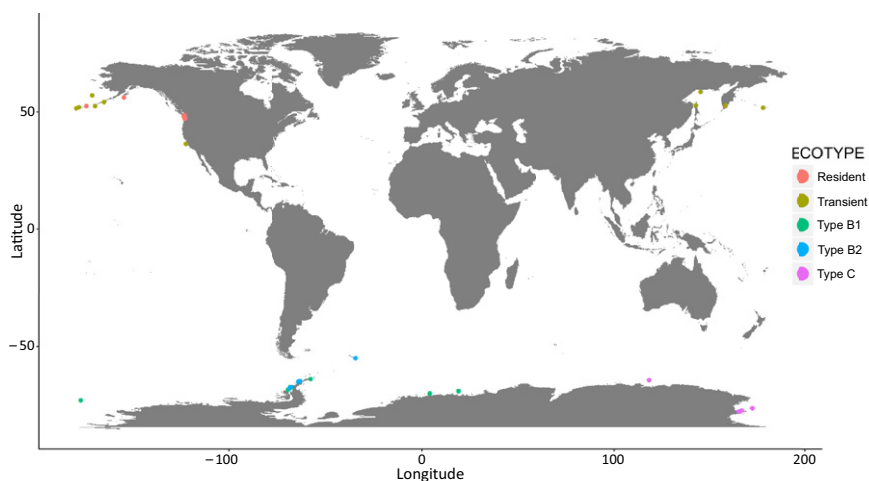 50
0
−50
Latitude
−100
0
100
200
Longitude
ECOTYPE
Resident
Transient
Type B1
Type B2
Type C